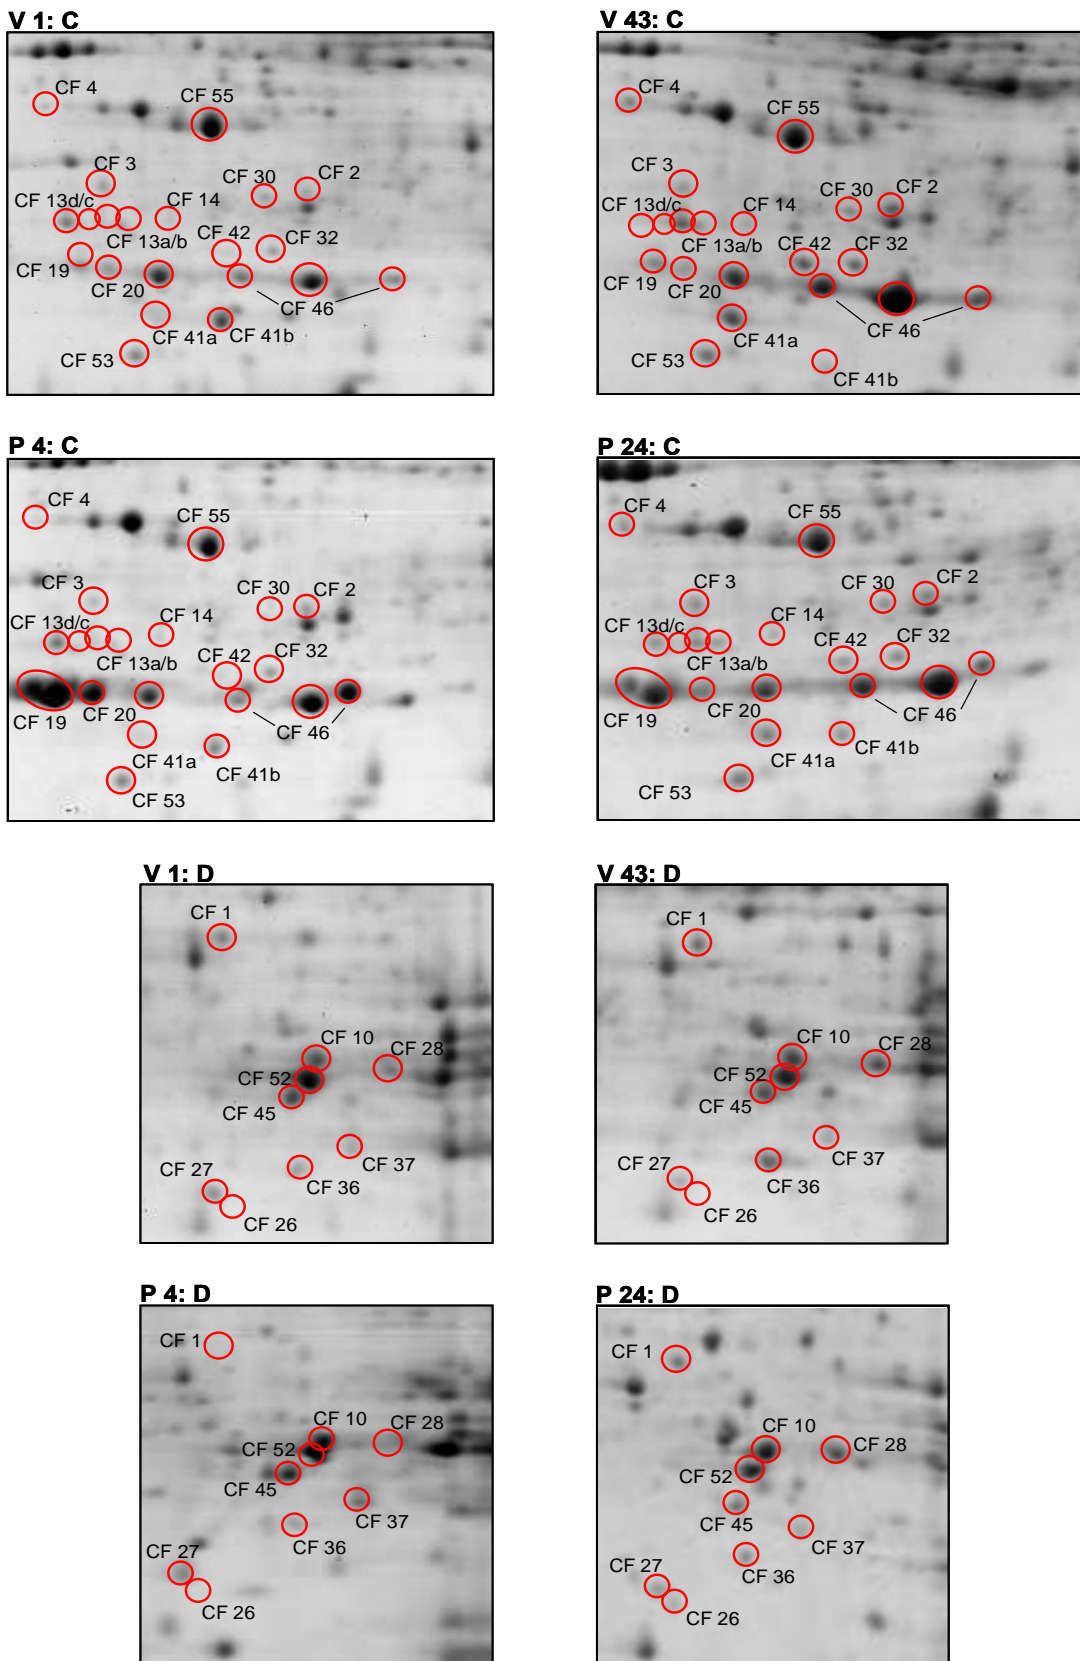 V 1: C
V 43: C
CF 4
CF 55
CF 3
CF 30
CF 2
CF 13d/c
CF 14
CF 13a/b
CF 42
CF 32
CF 19
CF 20
CF 46
CF 41a
CF 41b
CF 53
CF 4
CF 55
CF 3
CF 30
CF 2
CF 13d/c
CF 14
CF 13a/b
CF 42
CF 32
CF 19
CF 20
CF 46
CF 41a
CF 53
CF 41b
P 4: C
P 24: C
CF 4
CF 55
CF 3
CF 30
CF 2
CF 13d/c
CF 14
CF 13a/b
CF 42
CF 32
CF 19
CF 20
CF 46
CF 41a
CF 41b
CF 53
CF 4
CF 55
CF 3
CF 30
CF 2
CF 13d/c
CF 14
CF 13a/b
CF 42
CF 32
CF 19
CF 20
CF 46
CF 41a
CF 41b
CF 53
V 1: D
V 43: D
CF 1
CF 10
CF 28
CF 52
CF 45
CF 37
CF 27
CF 36
CF 26
CF 1
CF 10
CF 28
CF 52
CF 45
CF 37
CF 27
CF 36
CF 26
P 4: D
P 24: D
CF 1
CF 10
CF 28
CF 52
CF 45
CF 37
CF 36
CF 27
CF 26
CF 1
CF 10
CF 28
CF 52
CF 45
CF 37
CF 36
CF 27
CF 26